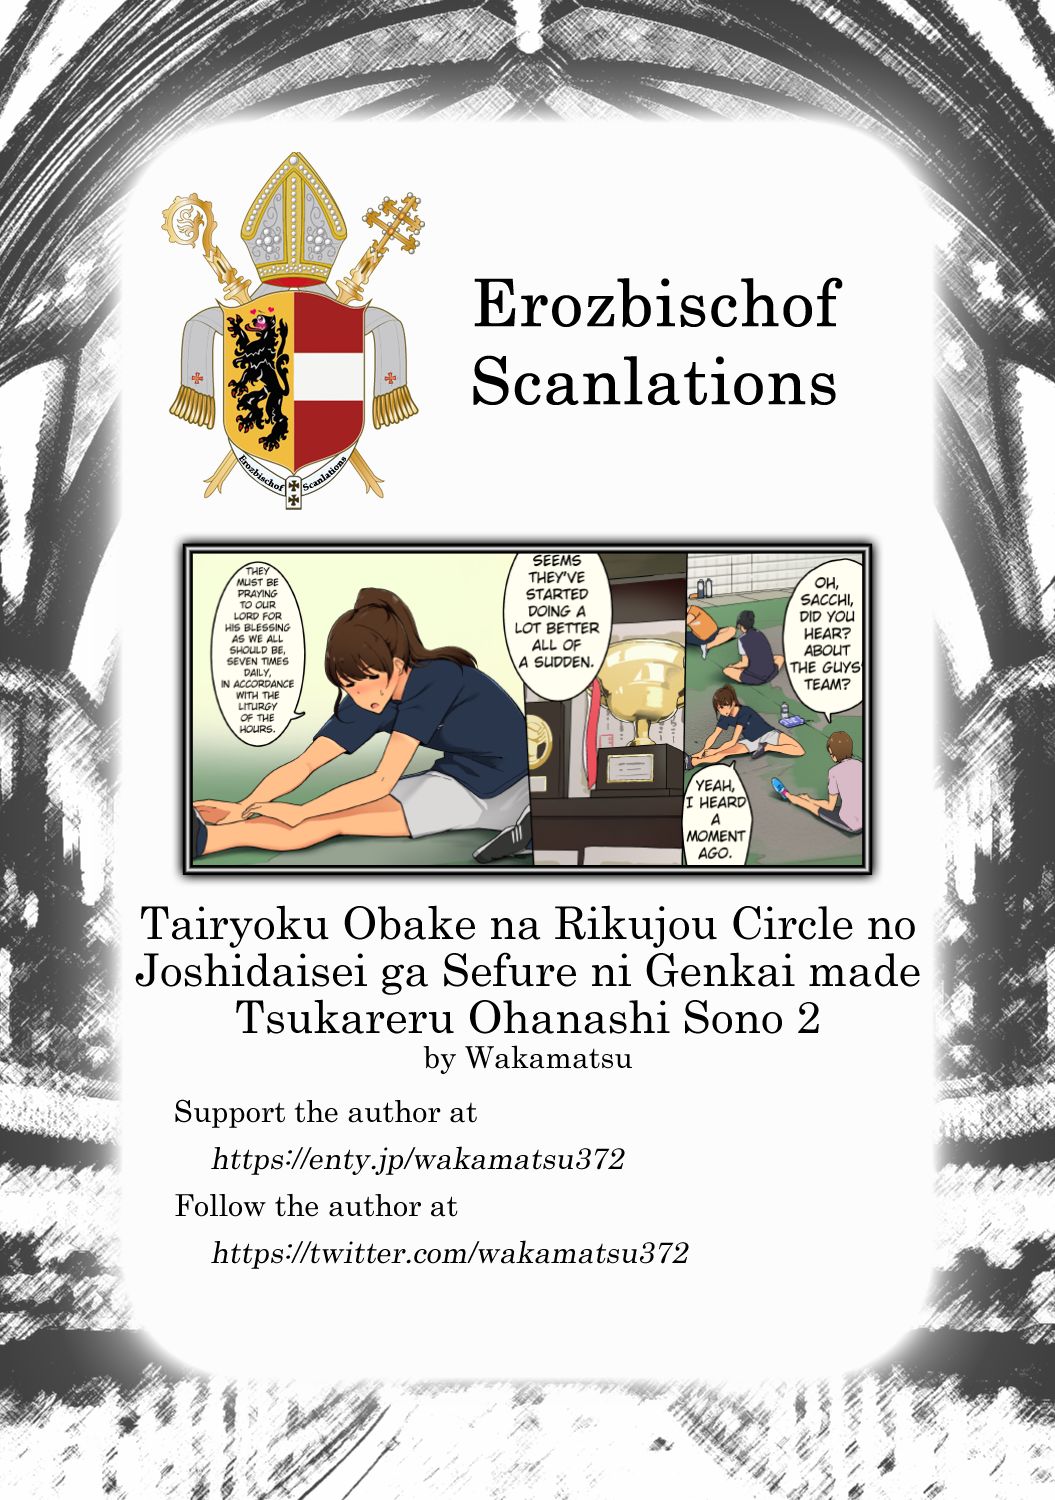 Erozbischof
Scanlations
Erozbischof Scanlations
THEY
MUST BE
PRAYING
TO OUR
LORD FOR
HIS BLESSING
AS WE ALL
SHOULD BE,
SEVEN TIMES
DAILY,
IN ACCORDANCE
WITH THE
LITURGY
OF THE
HOURS.
SEEMS
THEY'VE
STARTED
DOING A
LOT BETTER
ALL OF
A SUDDEN.
OH,
SACCHI,
DID YOU
HEAR?
ABOUT
THE GUYS'
TEAM?
YEAH,
I HEARD
A
MOMENT
AGO.
Tairyoku Obake na Rikujou Circle no
Joshidaisei ga Sefure ni Genkai made
Tsukareru Ohanashi Sono 2
by Wakamatsu
Support the author at
https://enty.jp/wakamatsu372
Follow the author at
https://twitter.com/wakamatsu372